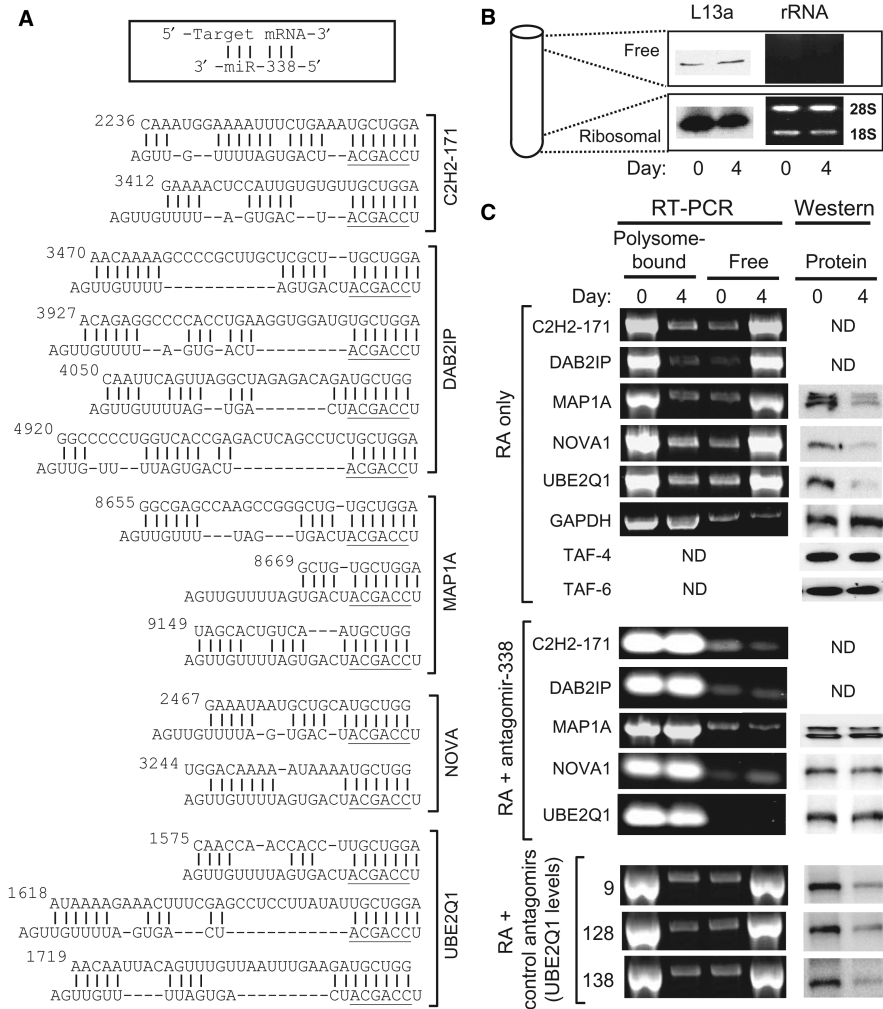 A
5′ -Target mRNA-3′
3′ -miR-338-5′
2236 CAAAUGGAAAAUUUCUGAAAUGCUGGA
AGUU-G--UUUUAGUGACU--ACGACCU
3412 GAAAACUCCAUUGUGUGUUGCUGGA
AGUUGUUUU--A-GUGAC--U--ACGACCU
C2H2-171
3470 AACAAAAGCCCCGCUUGCUCGCU--UGCUGGA
AGUUGUUUU-----------AGUGACUACGACCU
3927 ACAGAGGCCCCACCUGAAGGUGGAUGUGCUGGA
AGUUGUUUU--A-GUG-ACU---------ACGACCU
4050 CAAUUCAGUUAGGCUAGAGACAGAUGCUGG
AGUUGUUUUAG--UGA--------CUACGACCU
4920 GGCCCCCUGGUCACCGAGACUCAGCCUCUGCUGGA
AGUUG-UU--UUAGUGACU-----------ACGACCU
DAB2IP
8655 GGCGAGCCAAGCCGGGCUG-UGCUGGA
AGUUGUUU---UAG---UGACUACGACCU
8669 GCUG-UGCUGGA
AGUUGUUUUAGUGACUACGACCU
9149 UAGCACUGUCA---AUGCUGG
AGUUGUUUUAGUGACUACGACCU
MAP1A
2467 GAAAUAAUGCUGCAUGCUGG
AGUUGUUUUA-G-UGAC-UACGACCU
3244 UGGACAAAA-AUAAAAUGCUGG
AGUUGUUUUAGUGACUACGACCU
NOVA
1575 CAACCA-ACCACC-UUGCUGGA
AGUUGUUUUAGUGACUACGACCU
1618 AUAAAAGAAACUUUCGAGCCUCCUUAUAUUGCUGGA
AGUUGUUUUA-GUGA---CU-----------ACGACCU
1719 AACAAUUACAGUUUGUUAAUUUGAAGAUGCUGG
AGUUGUU----UUAGUGA---------CUACGACCU
UBE2Q1
B
L13a rRNA
Free
Ribosomal
28S
18S
Day: 0 4 0 4
C
RT-PCR Western
Polysome-bound Free Protein
Day: 0 4 0 4 0 4
RA only
C2H2-171 ND
DAB2IP ND
MAP1A
NOVA1
UBE2Q1
GAPDH
TAF-4 ND
TAF-6 ND
RA + antagomir-338
C2H2-171 ND
DAB2IP ND
MAP1A
NOVA1
UBE2Q1
RA +
control antagomirs
(UBE2Q1 levels)
9
128
138